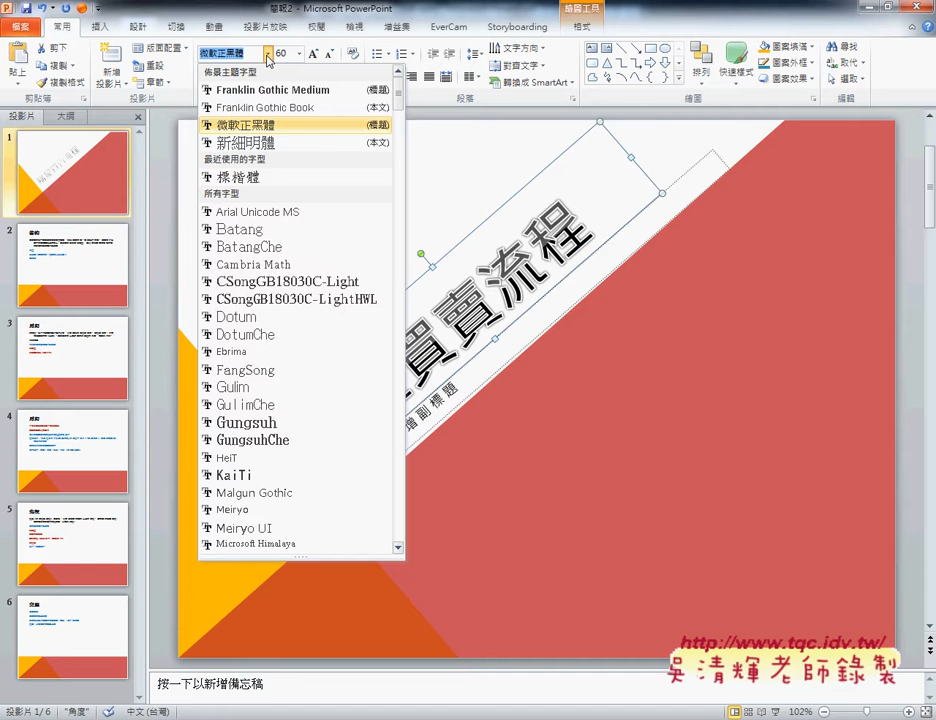 簡報2 - Microsoft PowerPoint
繪圖工具
檔案 常用 插入 設計 切換 動畫 投影片放映 校閱 檢視 增益集 EverCam Storyboarding 格式
貼上
剪下
複製
剪貼簿
新增
投影片
版面配置
重設
章節
投影片
微軟正黑體 60
文字方向
對齊文字
轉換成 SmartArt
段落
排列
快速樣式
圖案填滿
圖案外框
圖案效果
繪圖
尋找
取代
選取
編輯
投影片 大綱
佈景主題字型
Franklin Gothic Medium (標題)
Franklin Gothic Book (本文)
微軟正黑體 (標題)
新細明體 (本文)
最近使用的字型
標楷體
所有字型
Arial Unicode MS
Batang
BatangChe
Cambria Math
CSongGB18030C-Light
CSongGB18030C-LightHWL
Dotum
DotumChe
Ebrima
FangSong
Gulim
GulimChe
Gungsuh
GungsuhChe
HeiT
KaiTi
Malgun Gothic
Meiryo
Meiryo UI
Microsoft Himalaya
1
2
3
4
5
6
買賣流程
副標題
http://www.tqc.idv.tw/
吳清輝老師錄製
按一下以新增備忘稿
投影片 1/6 "角度" 中文 (台灣) 102%